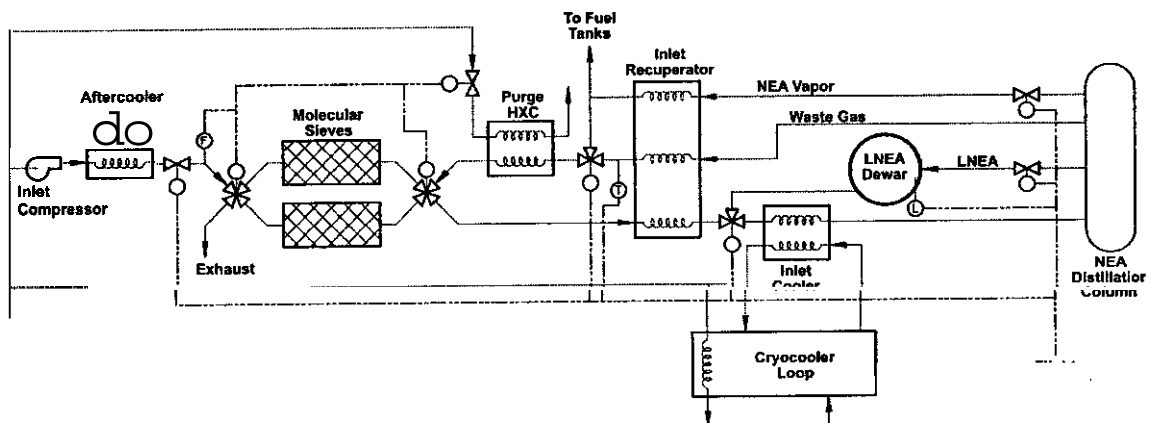 To Fuel
Tanks
Inlet
Recuperator
Aftercooler
NEA Vapor
Purge
HXC
Molecular
Sieves
Waste Gas
F
LNEA
Dewar
LNEA
Inlet
Compressor
T
L
Exhaust
Inlet
Cooler
NEA
Distillation
Column
Cryocooler
Loop